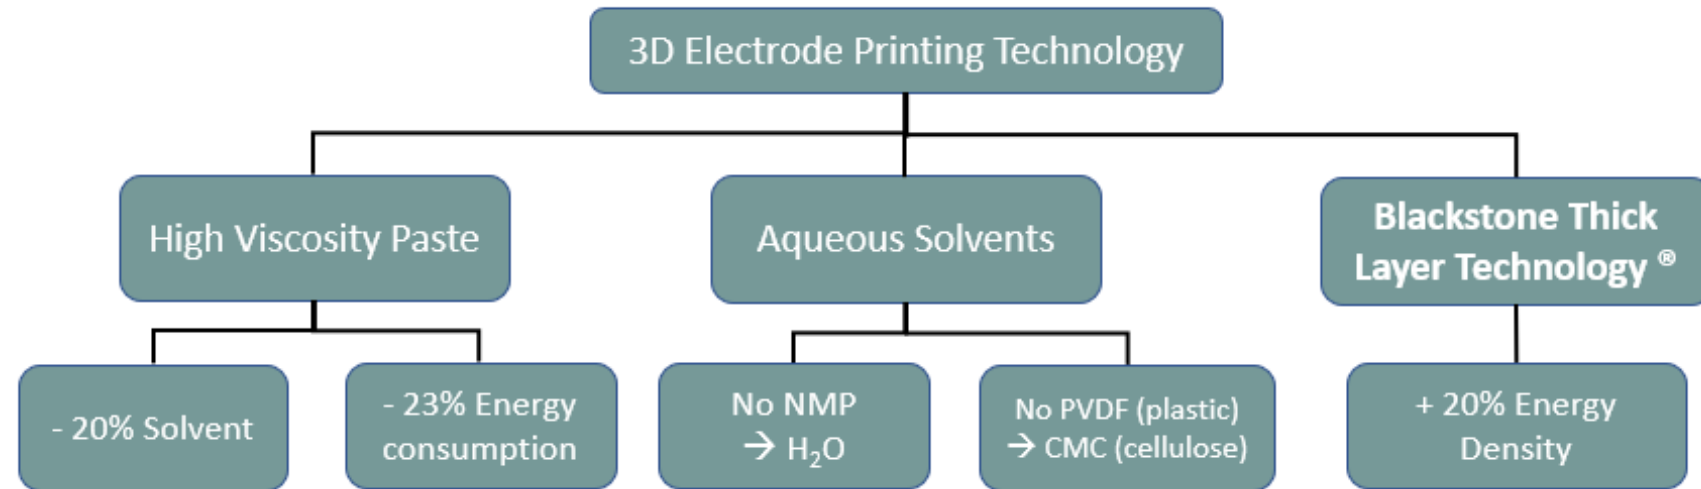 3D Electrode Printing Technology
High Viscosity Paste
Aqueous Solvents
Blackstone Thick
Layer Technology ®
- 20% Solvent
- 23% Energy
consumption
No NMP
→ H₂O
No PVDF (plastic)
→ CMC (cellulose)
+ 20% Energy
Density